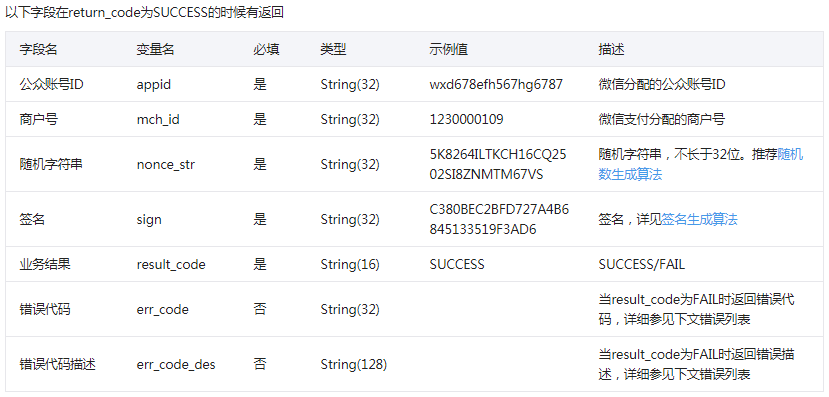 以下字段在return_code为SUCCESS的时候有返回
字段名 变量名 必填 类型 示例值 描述
公众账号ID appid 是 String(32) wxd678efh567hg6787 微信分配的公众账号ID
商户号 mch_id 是 String(32) 1230000109 微信支付分配的商户号
随机字符串 nonce_str 是 String(32) 5K8264ILTKCH16CQ25 随机字符串，不长于32位。推荐随机
02SI8ZNMTM67VS 数生成算法
签名 sign 是 String(32) C380BEC2BFD727A4B6 签名，详见签名生成算法
845133519F3AD6
业务结果 result_code 是 String(16) SUCCESS SUCCESS/FAIL
错误代码 err_code 否 String(32) 当result_code为FAIL时返回错误代
码，详细参见下文错误列表
错误代码描述 err_code_des 否 String(128) 当result_code为FAIL时返回错误描
述，详细参见下文错误列表